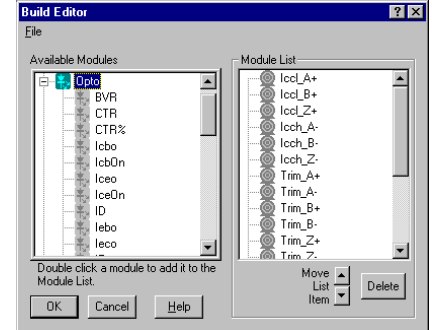 Build Editor
File
Available Modules
Opto
BVR
CTR
CTR%
Icbo
IcbOn
Iceo
IceOn
ID
Iebo
Ieco
Double click a module to add it to the
Module List.
OK
Cancel
Help
Module List
Iccl_A+
Iccl_B+
Iccl_Z+
Icch_A-
Icch_B-
Icch_Z-
Trim_A+
Trim_A-
Trim_B+
Trim_B-
Trim_Z+
Trim_Z-
Move
List
Item
Delete